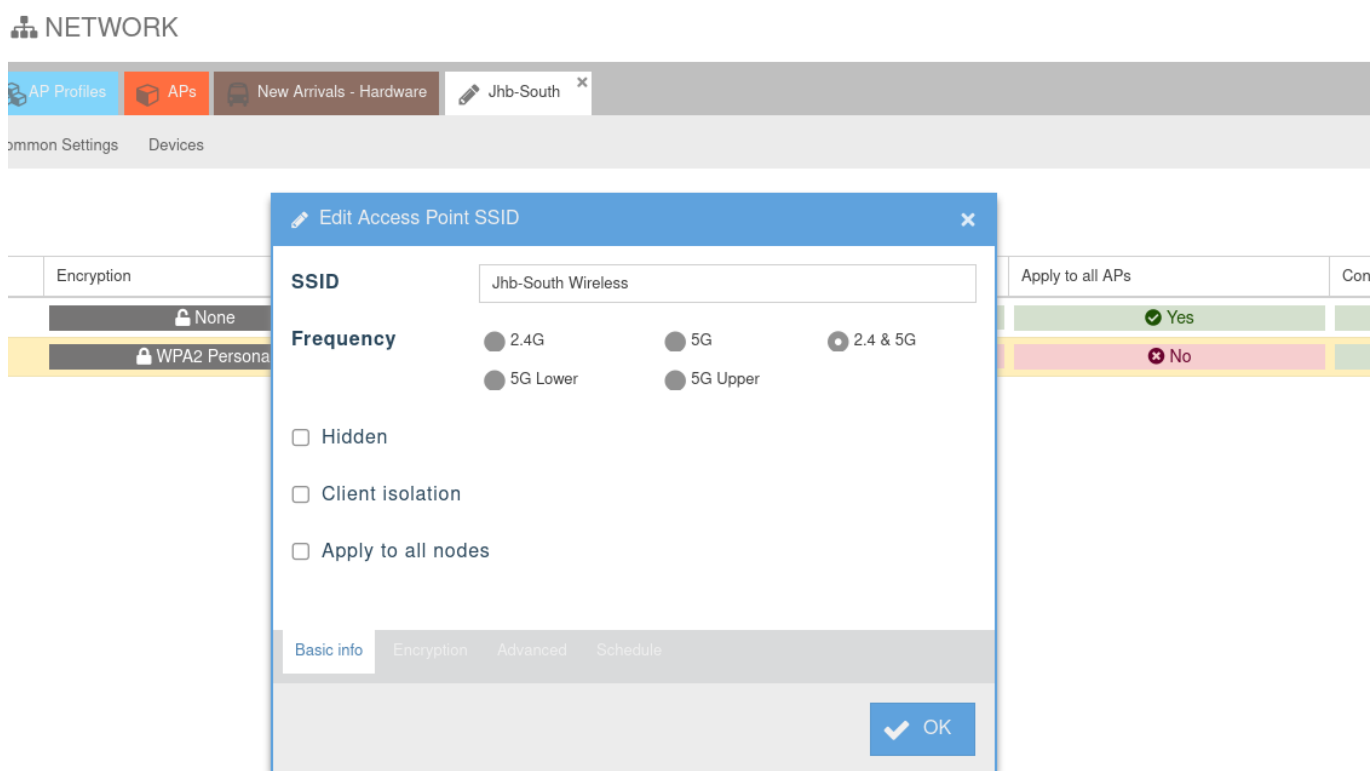 NETWORK
AP Profiles APs New Arrivals - Hardware Jhb-South
ommon Settings Devices
Edit Access Point SSID
Encryption Apply to all APs Con
SSID Jhb-South Wireless
None Yes
Frequency 2.4G 5G 2.4 & 5G
WPA2 Persona No
5G Lower 5G Upper
Hidden
Client isolation
Apply to all nodes
Basic info Encryption Advanced Schedule
OK